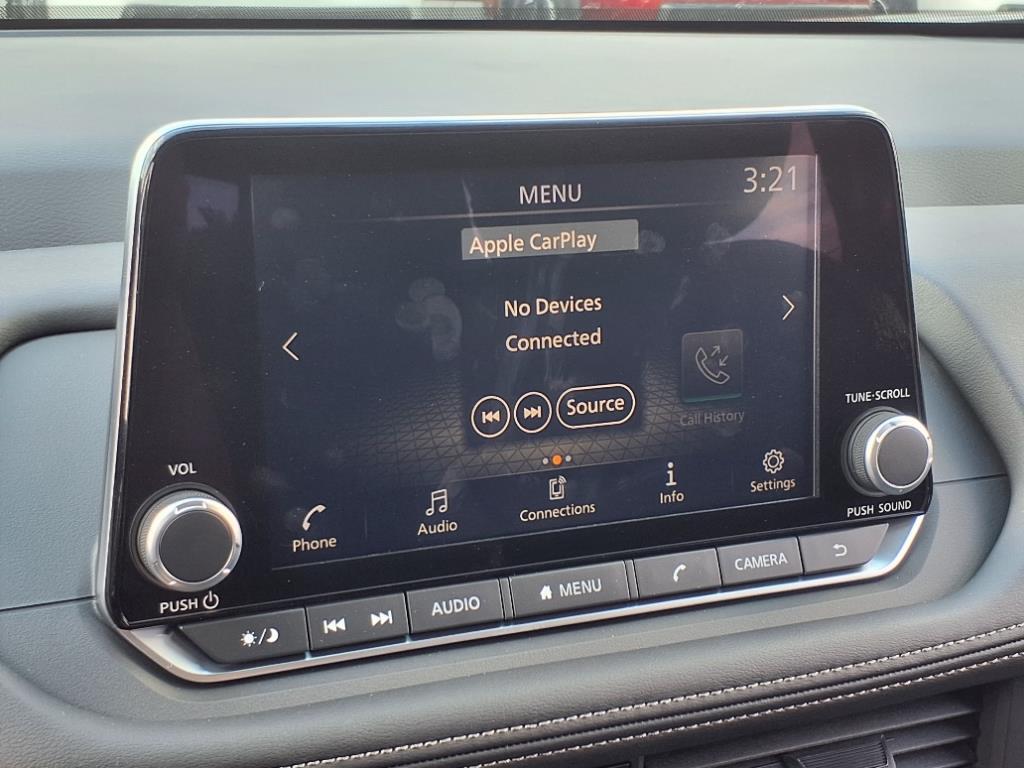 MENU
3:21
Apple CarPlay
No Devices
Connected
Source
Call History
Phone
Audio
Connections
Info
Settings
VOL
PUSH
TUNE·SCROLL
PUSH SOUND
AUDIO
MENU
CAMERA